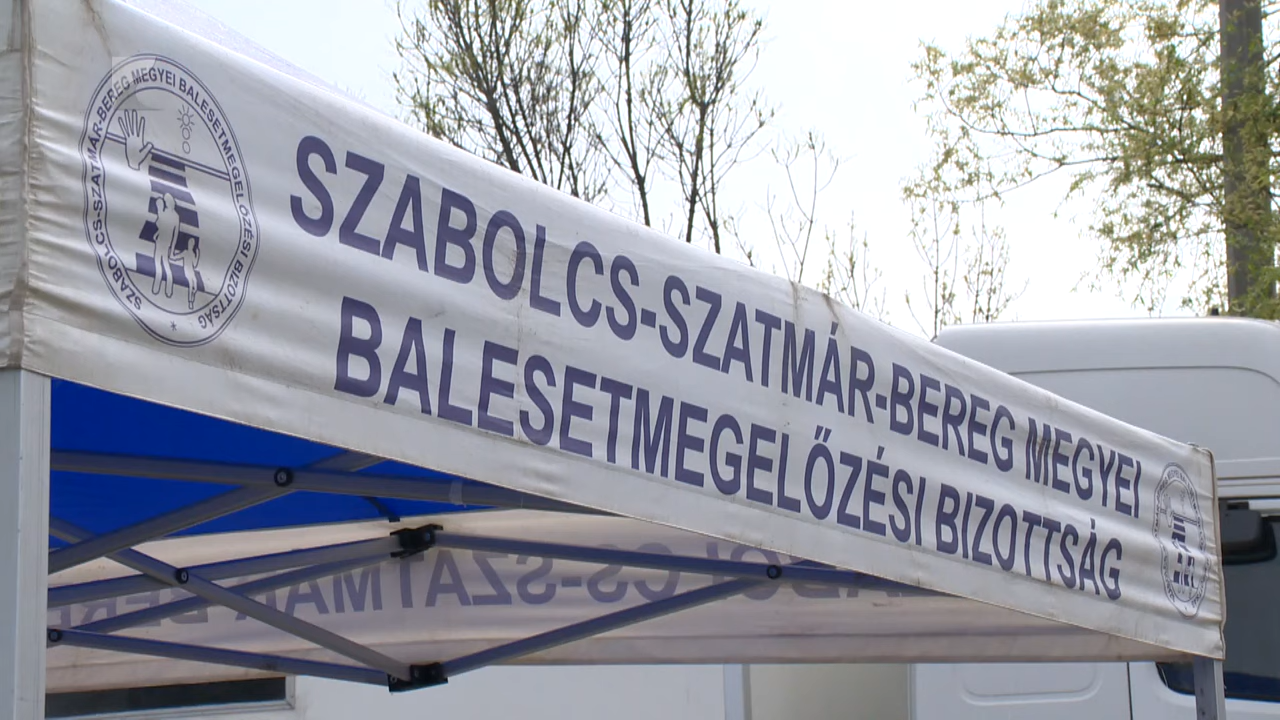 SZABOLCS-SZATMÁR-BEREG MEGYEI BALESETMEGELŐZÉSI BIZOTTSÁG
SZABOLCS-SZATMÁR-BEREG MEGYEI
BALESETMEGELŐZÉSI BIZOTTSÁG